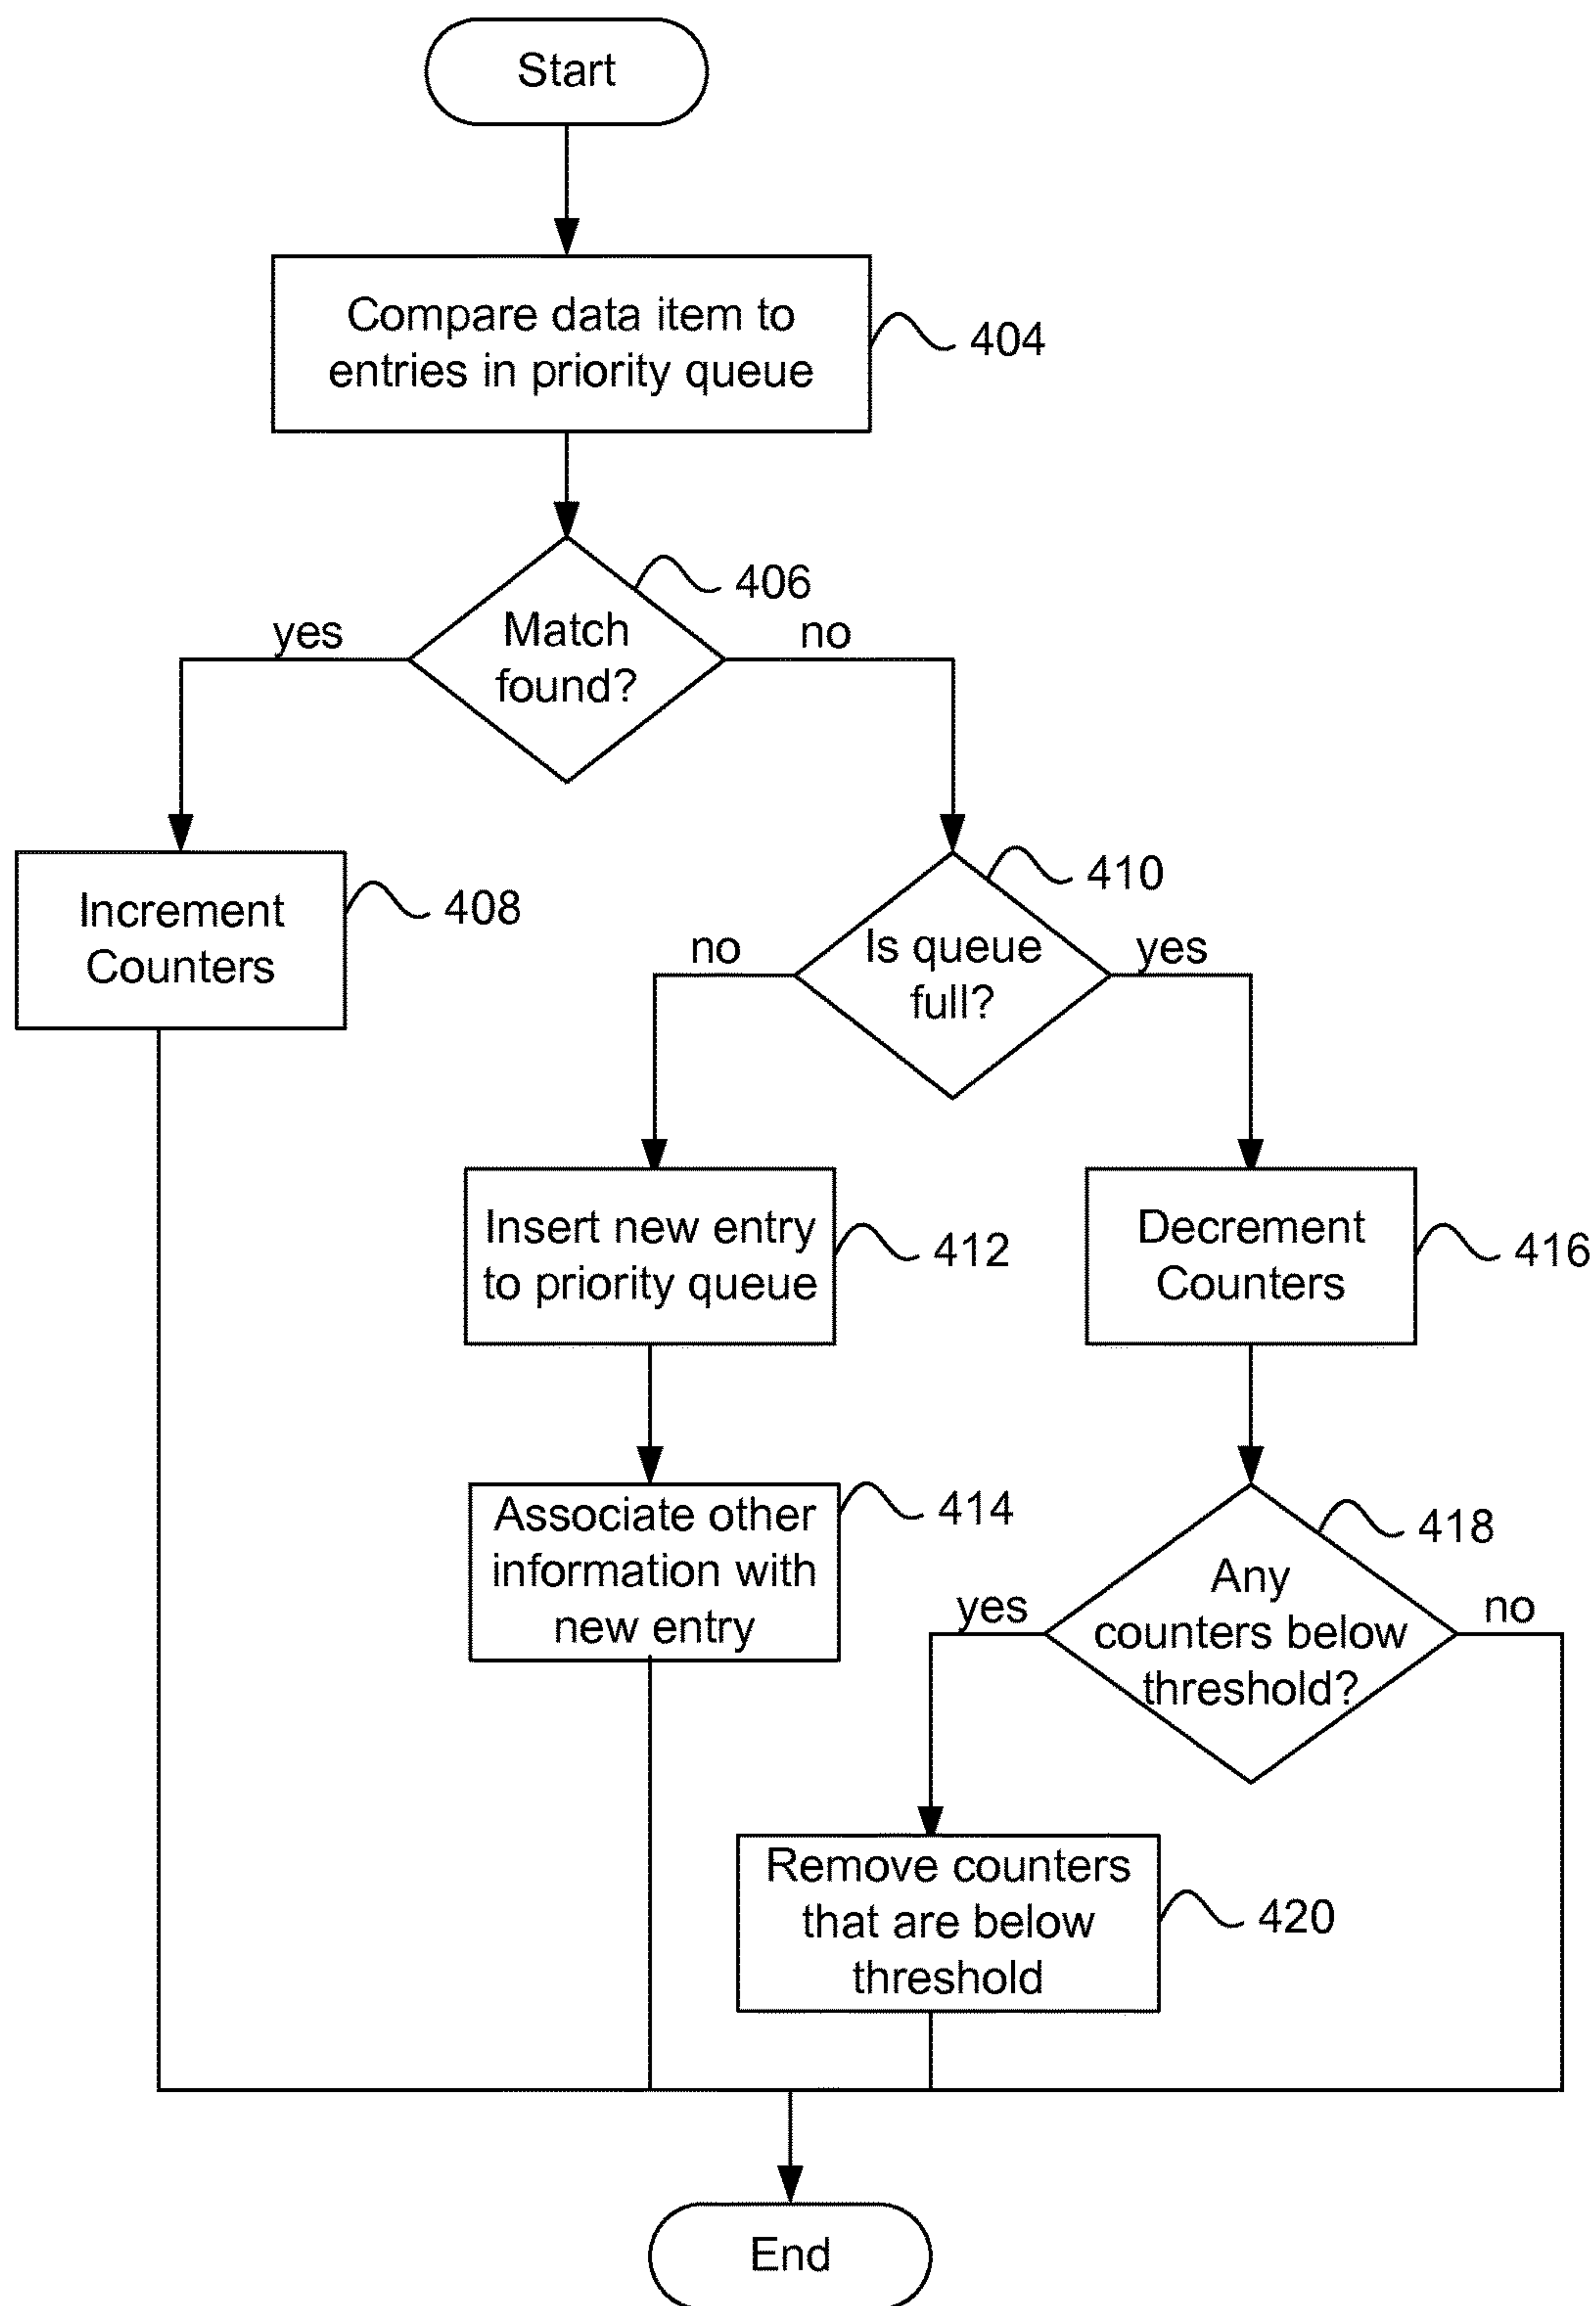 Start
Compare data item to
entries in priority queue
404
406
Match
found?
yes
no
Increment
Counters
408
410
Is queue
full?
no
yes
Insert new entry
to priority queue
412
Decrement
Counters
416
Associate other
information with
new entry
414
418
Any
counters below
threshold?
yes
no
Remove counters
that are below
threshold
420
End